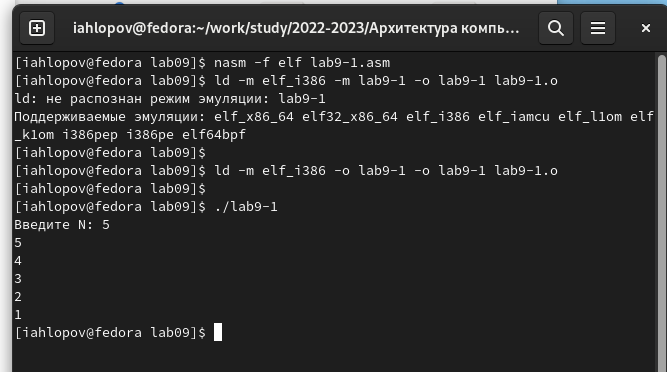 iahlopov@fedora:~/work/study/2022-2023/Архитектура компь...
[iahlopov@fedora lab09]$ nasm -f elf lab9-1.asm
[iahlopov@fedora lab09]$ ld -m elf_i386 -m lab9-1 -o lab9-1 lab9-1.o
ld: не распознан режим эмуляции: lab9-1
Поддерживаемые эмуляции: elf_x86_64 elf32_x86_64 elf_i386 elf_iamcu elf_l1om elf
_k1om i386pep i386pe elf64bpf
[iahlopov@fedora lab09]$
[iahlopov@fedora lab09]$ ld -m elf_i386 -o lab9-1 -o lab9-1 lab9-1.o
[iahlopov@fedora lab09]$
[iahlopov@fedora lab09]$ ./lab9-1
Введите N: 5
5
4
3
2
1
[iahlopov@fedora lab09]$